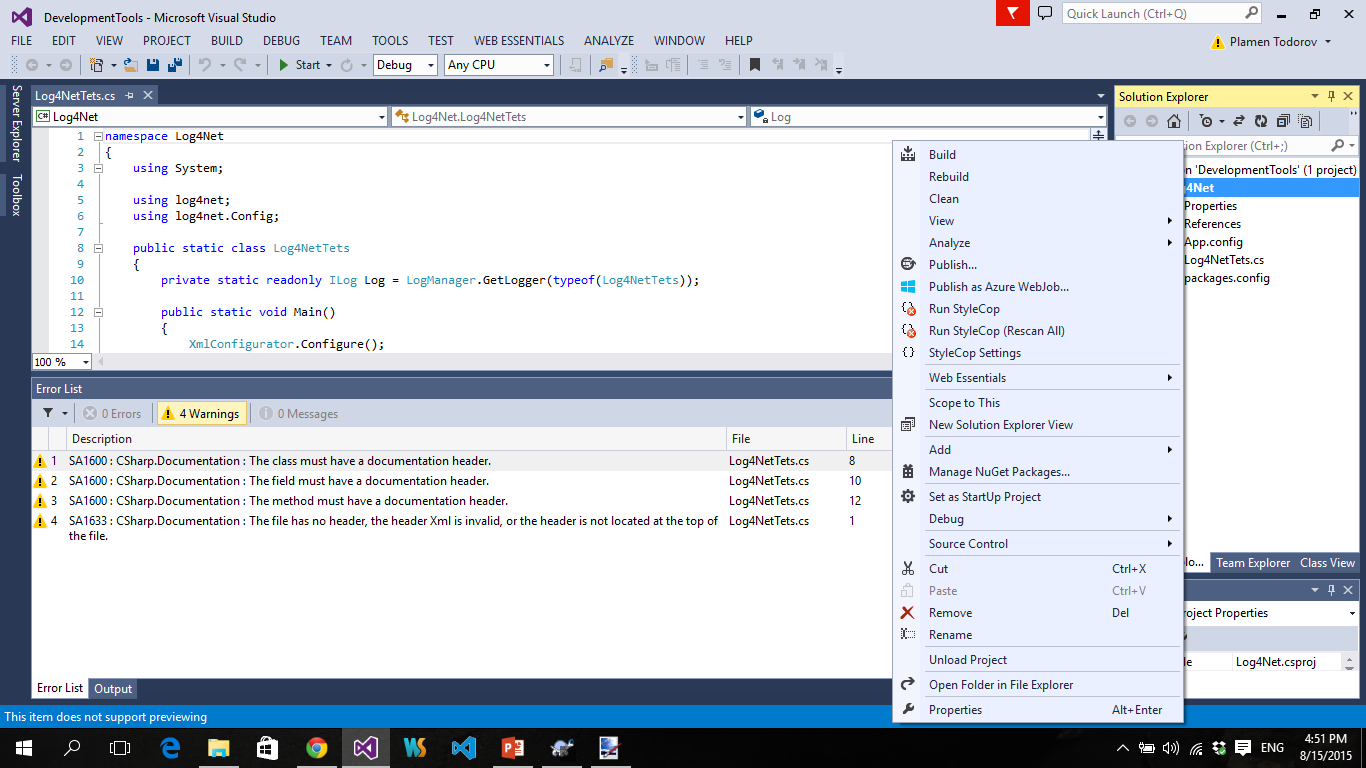 DevelopmentTools - Microsoft Visual Studio
Quick Launch (Ctrl+Q)
FILE EDIT VIEW PROJECT BUILD DEBUG TEAM TOOLS TEST WEB ESSENTIALS ANALYZE WINDOW HELP
Plamen Todorov
Start Debug Any CPU
Server Explorer
Toolbox
Log4NetTets.cs
Log4Net Log4Net.Log4NetTets Log
1 namespace Log4Net
2 {
3 using System;
4
5 using log4net;
6 using log4net.Config;
7
8 public static class Log4NetTets
9 {
10 private static readonly ILog Log = LogManager.GetLogger(typeof(Log4NetTets));
11
12 public static void Main()
13 {
14 XmlConfigurator.Configure();
100 %
Error List
0 Errors 4 Warnings 0 Messages
Description File Line
1 SA1600 : CSharp.Documentation : The class must have a documentation header. Log4NetTets.cs 8
2 SA1600 : CSharp.Documentation : The field must have a documentation header. Log4NetTets.cs 10
3 SA1600 : CSharp.Documentation : The method must have a documentation header. Log4NetTets.cs 12
4 SA1633 : CSharp.Documentation : The file has no header, the header Xml is invalid, or the header is not located at the top of Log4NetTets.cs 1
the file.
Error List Output
Build
Rebuild
Clean
View
Analyze
Publish...
Publish as Azure WebJob...
Run StyleCop
Run StyleCop (Rescan All)
StyleCop Settings
Web Essentials
Scope to This
New Solution Explorer View
Add
Manage NuGet Packages...
Set as StartUp Project
Debug
Source Control
Cut Ctrl+X
Paste Ctrl+V
Remove Del
Rename
Unload Project
Open Folder in File Explorer
Properties Alt+Enter
Solution Explorer
Explorer (Ctrl+;)
'DevelopmentTools' (1 project)
4Net
Properties
References
App.config
Log4NetTets.cs
packages.config
lo... Team Explorer Class View
Properties
Log4Net.csproj
This item does not support previewing
ENG
4:51 PM
8/15/2015